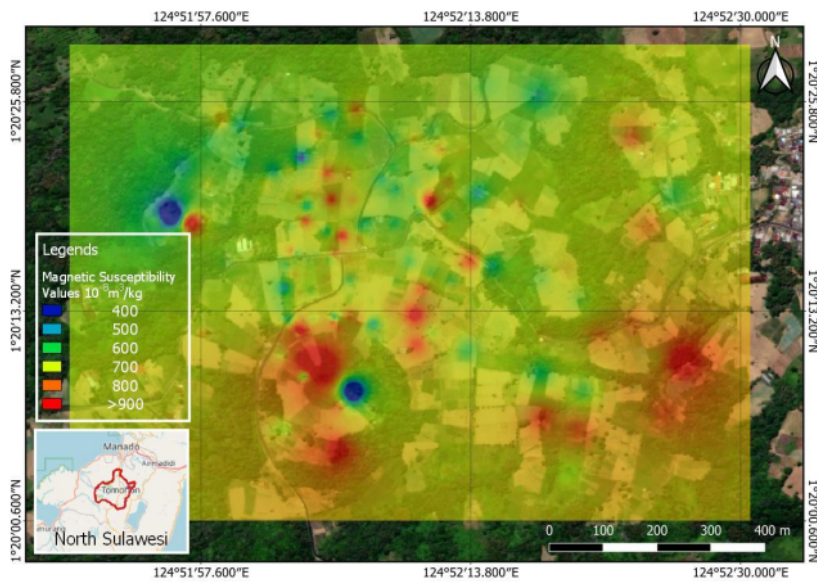 124°51'57.600"E 124°52'13.800"E 124°52'30.000"E
N
1°20'25.800"N
1°20'25.800"N
1°20'13.200"N
1°20'13.200"N
1°20'00.600"N
1°20'00.600"N
Legends
Magnetic Susceptibility
Values 10⁻⁸m³/kg
400
500
600
700
800
>900
Manado
Airmadidi
Tomohon
North Sulawesi
0 100 200 300 400 m
124°51'57.600"E 124°52'13.800"E 124°52'30.000"E